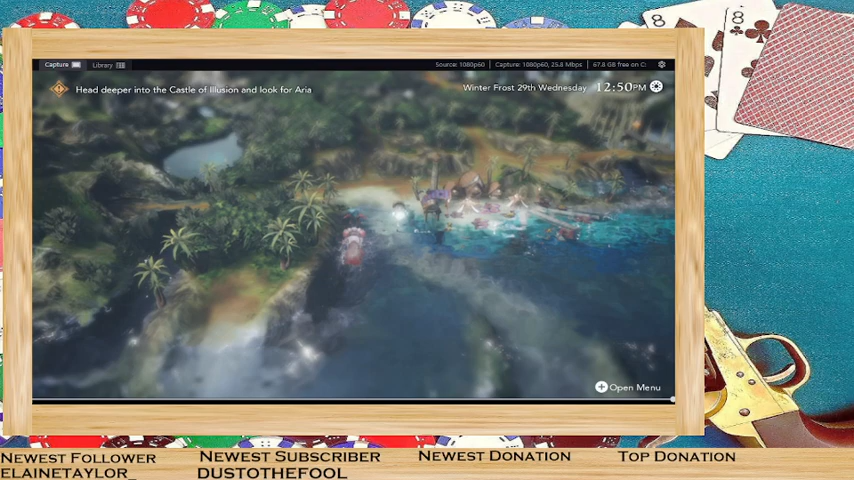 8 8
Capture Library Source: 1080p60 Capture: 1080p60, 25.8 Mbps 67.8 GB free on C:
Head deeper into the Castle of Illusion and look for Aria
Winter Frost 29th Wednesday 12:50PM
+ Open Menu
Newest Follower Newest Subscriber Newest Donation Top Donation
elainetaylor_ dustothefool